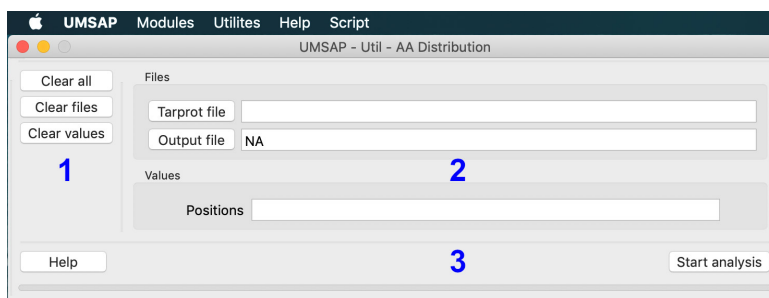 UMSAP Modules Utilites Help Script
UMSAP - Util - AA Distribution
Clear all
Clear files
Clear values
1
Files
Tarprot file
Output file NA
2
Values
Positions
Help
3
Start analysis